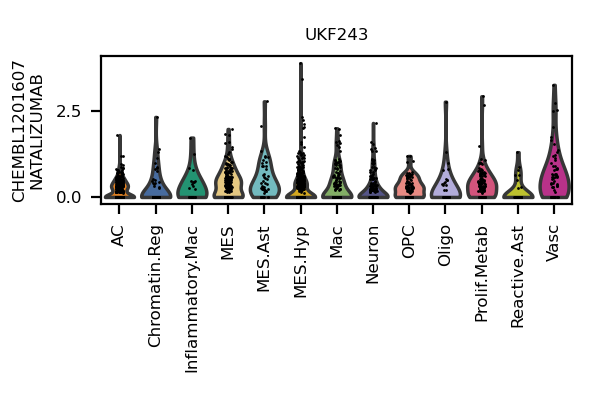 UKF243
CHEMBL1201607
NATALIZUMAB
2.5
0.0
AC
Chromatin.Reg
Inflammatory.Mac
MES
MES.Ast
MES.Hyp
Mac
Neuron
OPC
Oligo
Prolif.Metab
Reactive.Ast
Vasc